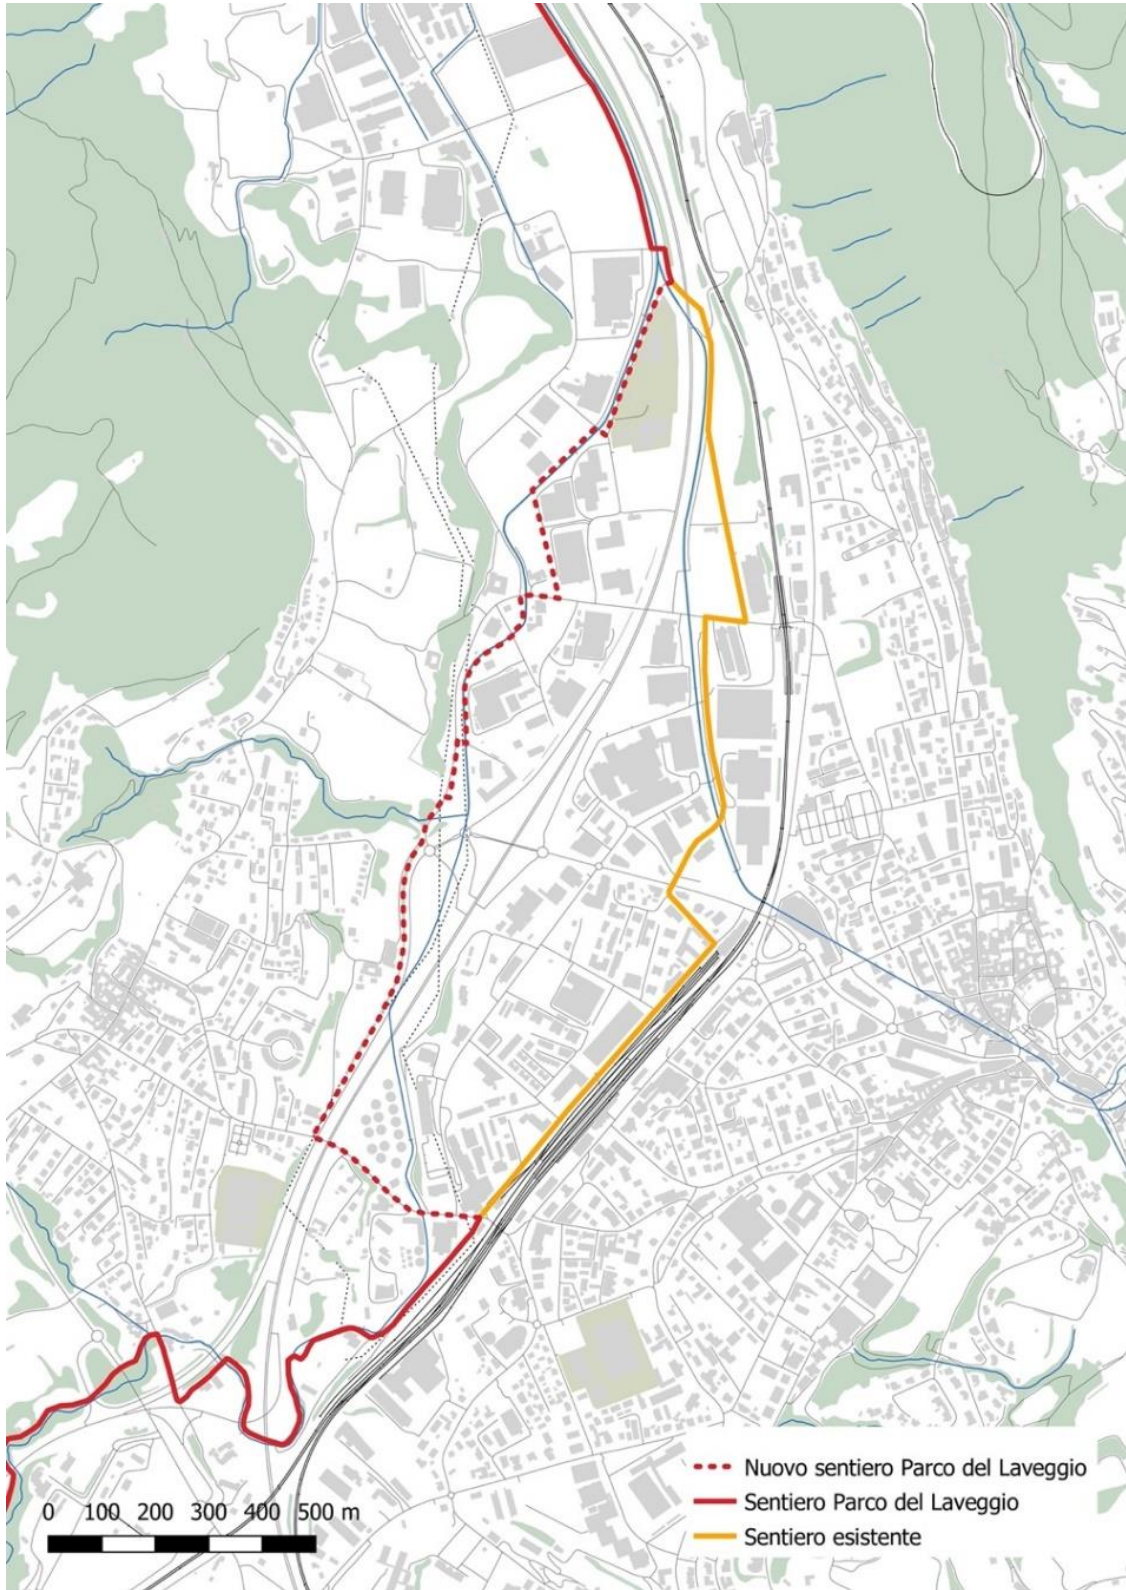 Nuovo sentiero Parco del Laveggio
Sentiero Parco del Laveggio
Sentiero esistente
0 100 200 300 400 500 m